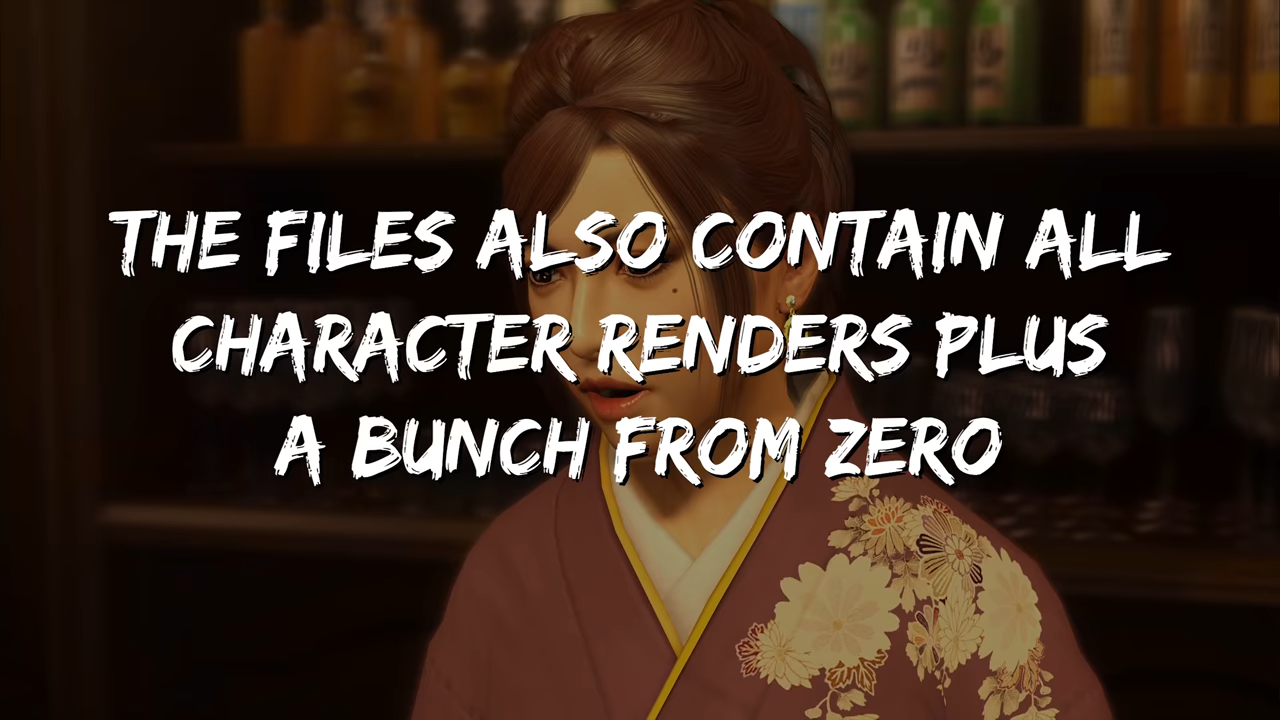 THE FILES ALSO CONTAIN ALL
CHARACTER RENDERS PLUS
A BUNCH FROM ZERO